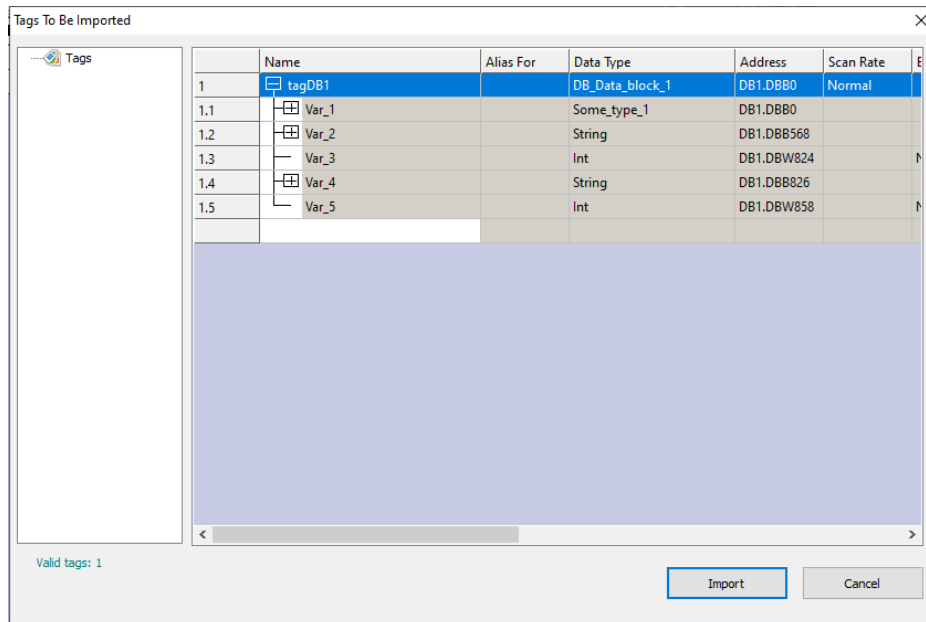 Tags To Be Imported
Tags
Name Alias For Data Type Address Scan Rate
1 tagDB1 DB_Data_block_1 DB1.DBB0 Normal
1.1 Var_1 Some_type_1 DB1.DBB0
1.2 Var_2 String DB1.DBB568
1.3 Var_3 Int DB1.DBW824
1.4 Var_4 String DB1.DBB826
1.5 Var_5 Int DB1.DBW858
Valid tags: 1
Import Cancel